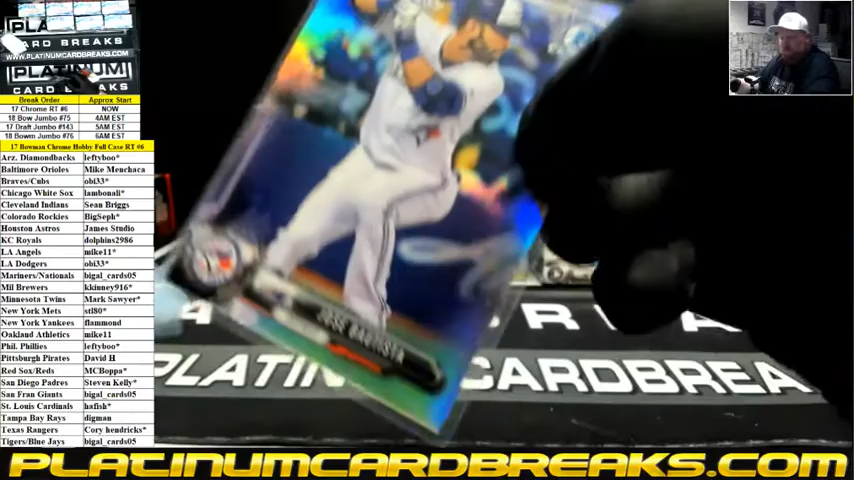 PLATINUM
CARD BREAKS
WWW.PLATINUMCARDBREAKS.COM
PLATINUM
Break Order Approx Start
17 Chrome RT #6 NOW
18 Bow Jumbo #75 4AM EST
17 Draft Jumbo #143 5AM EST
18 Bowm Jumbo #76 6AM EST
17 Bowman Chrome Hobby Full Case RT #6
Arz. Diamondbacks leftyboo*
Baltimore Orioles Mike Menchaca
Braves/Cubs obi33*
Chicago White Sox lambonali*
Cleveland Indians Sean Briggs
Colorado Rockies BigSeph*
Houston Astros James Studio
KC Royals dolphins2986
LA Angels mike11*
LA Dodgers obi33*
Mariners/Nationals bigal_cards05
Mil Brewers kkinney916*
Minnesota Twins Mark Sawyer*
New York Mets stl80*
New York Yankees flammond
Oakland Athletics mike11
Phil. Phillies leftyboo*
Pittsburgh Pirates David H
Red Sox/Reds MCBoppa*
San Diego Padres Steven Kelly*
San Fran Giants bigal_cards05
St. Louis Cardinals hafish*
Tampa Bay Rays digman
Texas Rangers Cory hendricks*
Tigers/Blue Jays bigal_cards05
JOSE BAUTISTA
PLATINUM CARDBREA
PLATINUMCARDBREAKS.COM